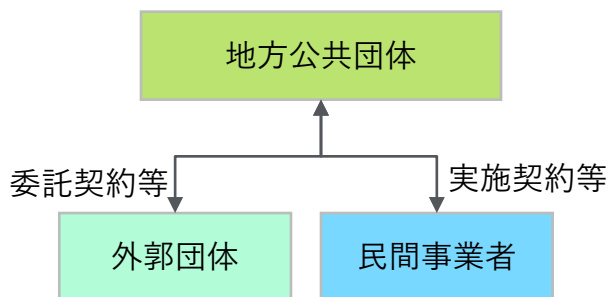 地方公共団体
委託契約等
実施契約等
外郭団体
民間事業者